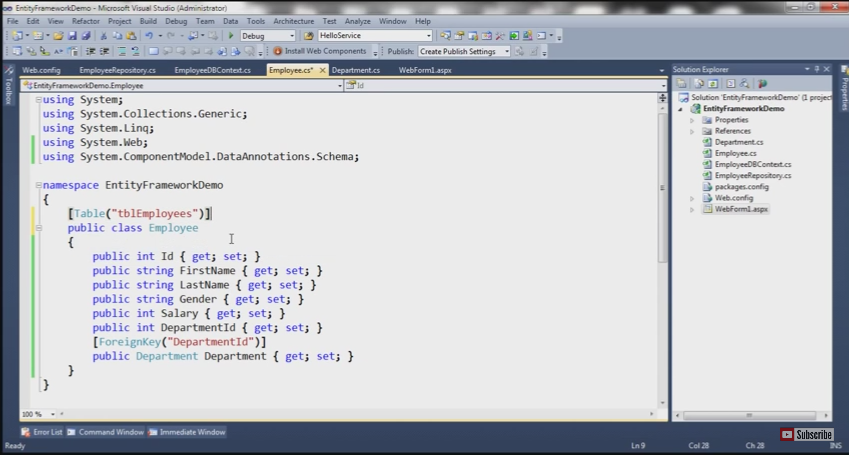 EntityFrameworkDemo - Microsoft Visual Studio (Administrator)
File Edit View Refactor Project Build Debug Team Data Tools Architecture Test Analyze Window Help
Debug HelloService
Install Web Components Publish: Create Publish Settings
Web.config EmployeeRepository.cs EmployeeDBContext.cs Employee.cs* Department.cs WebForm1.aspx
EntityFrameworkDemo.Employee Id
using System;
using System.Collections.Generic;
using System.Linq;
using System.Web;
using System.ComponentModel.DataAnnotations.Schema;
namespace EntityFrameworkDemo
{
[Table("tblEmployees")]
public class Employee
{
public int Id { get; set; }
public string FirstName { get; set; }
public string LastName { get; set; }
public string Gender { get; set; }
public int Salary { get; set; }
public int DepartmentId { get; set; }
[ForeignKey("DepartmentId")]
public Department Department { get; set; }
}
}
100 %
Toolbox
Solution Explorer
Solution 'EntityFrameworkDemo' (1 project
EntityFrameworkDemo
Properties
References
Department.cs
Employee.cs
EmployeeDBContext.cs
EmployeeRepository.cs
packages.config
Web.config
WebForm1.aspx
Properties
Error List Command Window Immediate Window
Subscribe
Ready Ln 9 Col 28 Ch 28 INS